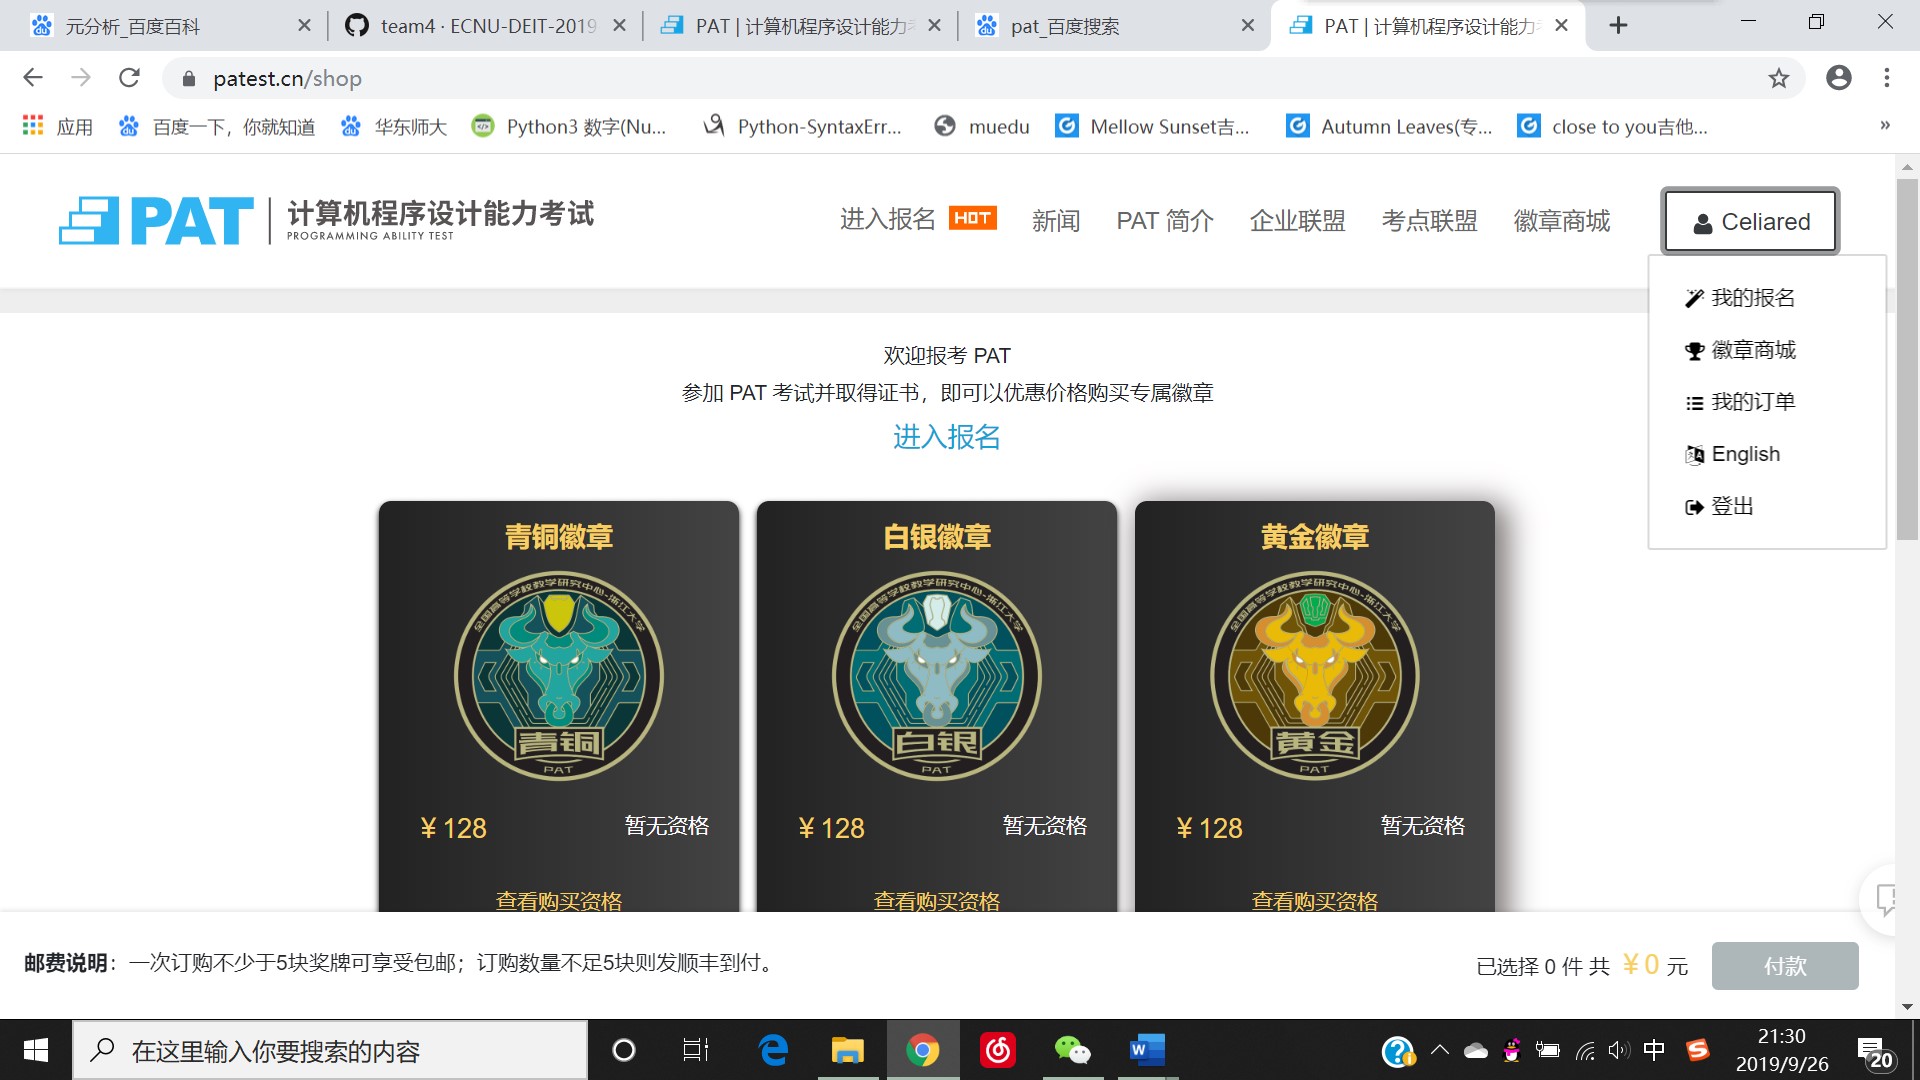 元分析_百度百科
team4 · ECNU-DEIT-2019
PAT | 计算机程序设计能力考
pat_百度搜索
PAT | 计算机程序设计能力
patest.cn/shop
应用
百度一下，你就知道
华东师大
Python3 数字(Nu...
Python-SyntaxErr...
muedu
Mellow Sunset吉...
Autumn Leaves(专...
close to you吉他...
»
PAT
计算机程序设计能力考试
PROGRAMMING ABILITY TEST
进入报名 HOT
新闻
PAT 简介
企业联盟
考点联盟
徽章商城
Celiared
我的报名
徽章商城
我的订单
English
登出
欢迎报考 PAT
参加 PAT 考试并取得证书，即可以优惠价格购买专属徽章
进入报名
青铜徽章
全国高等学校教学研究中心-浙江大学
青铜
PAT
¥ 128
暂无资格
查看购买资格
白银徽章
全国高等学校教学研究中心-浙江大学
白银
PAT
¥ 128
暂无资格
查看购买资格
黄金徽章
全国高等学校教学研究中心-浙江大学
黄金
PAT
¥ 128
暂无资格
查看购买资格
邮费说明：一次订购不少于5块奖牌可享受包邮；订购数量不足5块则发顺丰到付。
已选择 0 件 共 ¥ 0 元
付款
在这里输入你要搜索的内容
中
21:30
2019/9/26
20